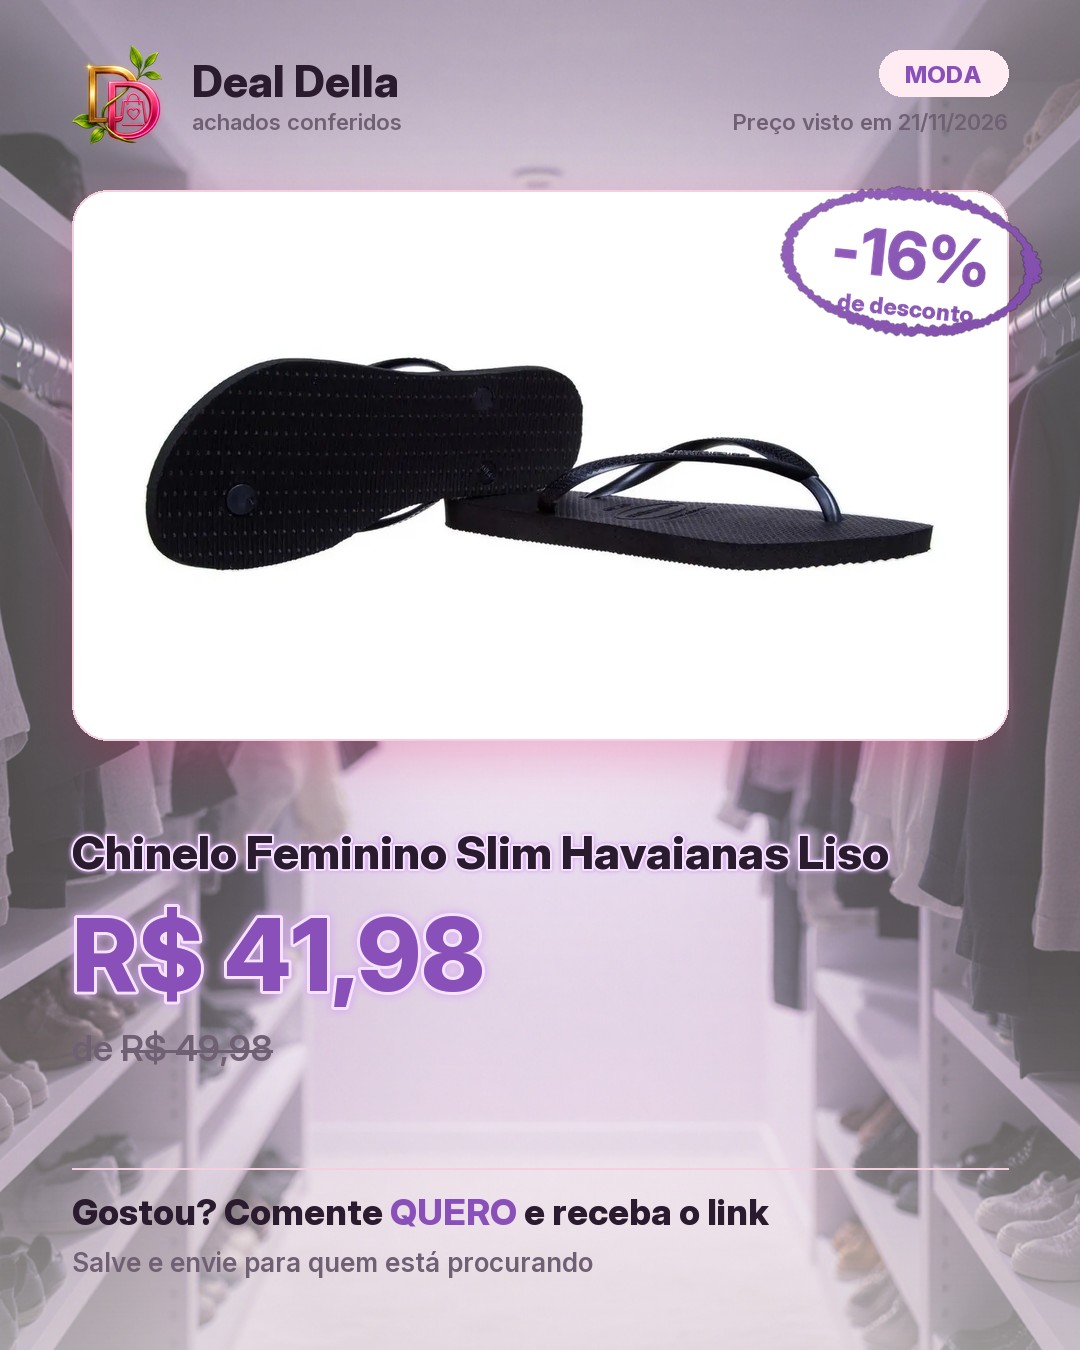 Deal Della
achados conferidos
MODA
Preço visto em 21/11/2026
-16%
de desconto
Chinelo Feminino Slim Havaianas Liso
R$ 41,98
de R$ 49,98
Gostou? Comente QUERO e receba o link
Salve e envie para quem está procurando